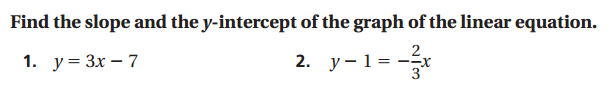 Find the slope and the y-intercept of the graph of the linear equation.
1. y = 3x – 7
2. y – 1 = –2/3x